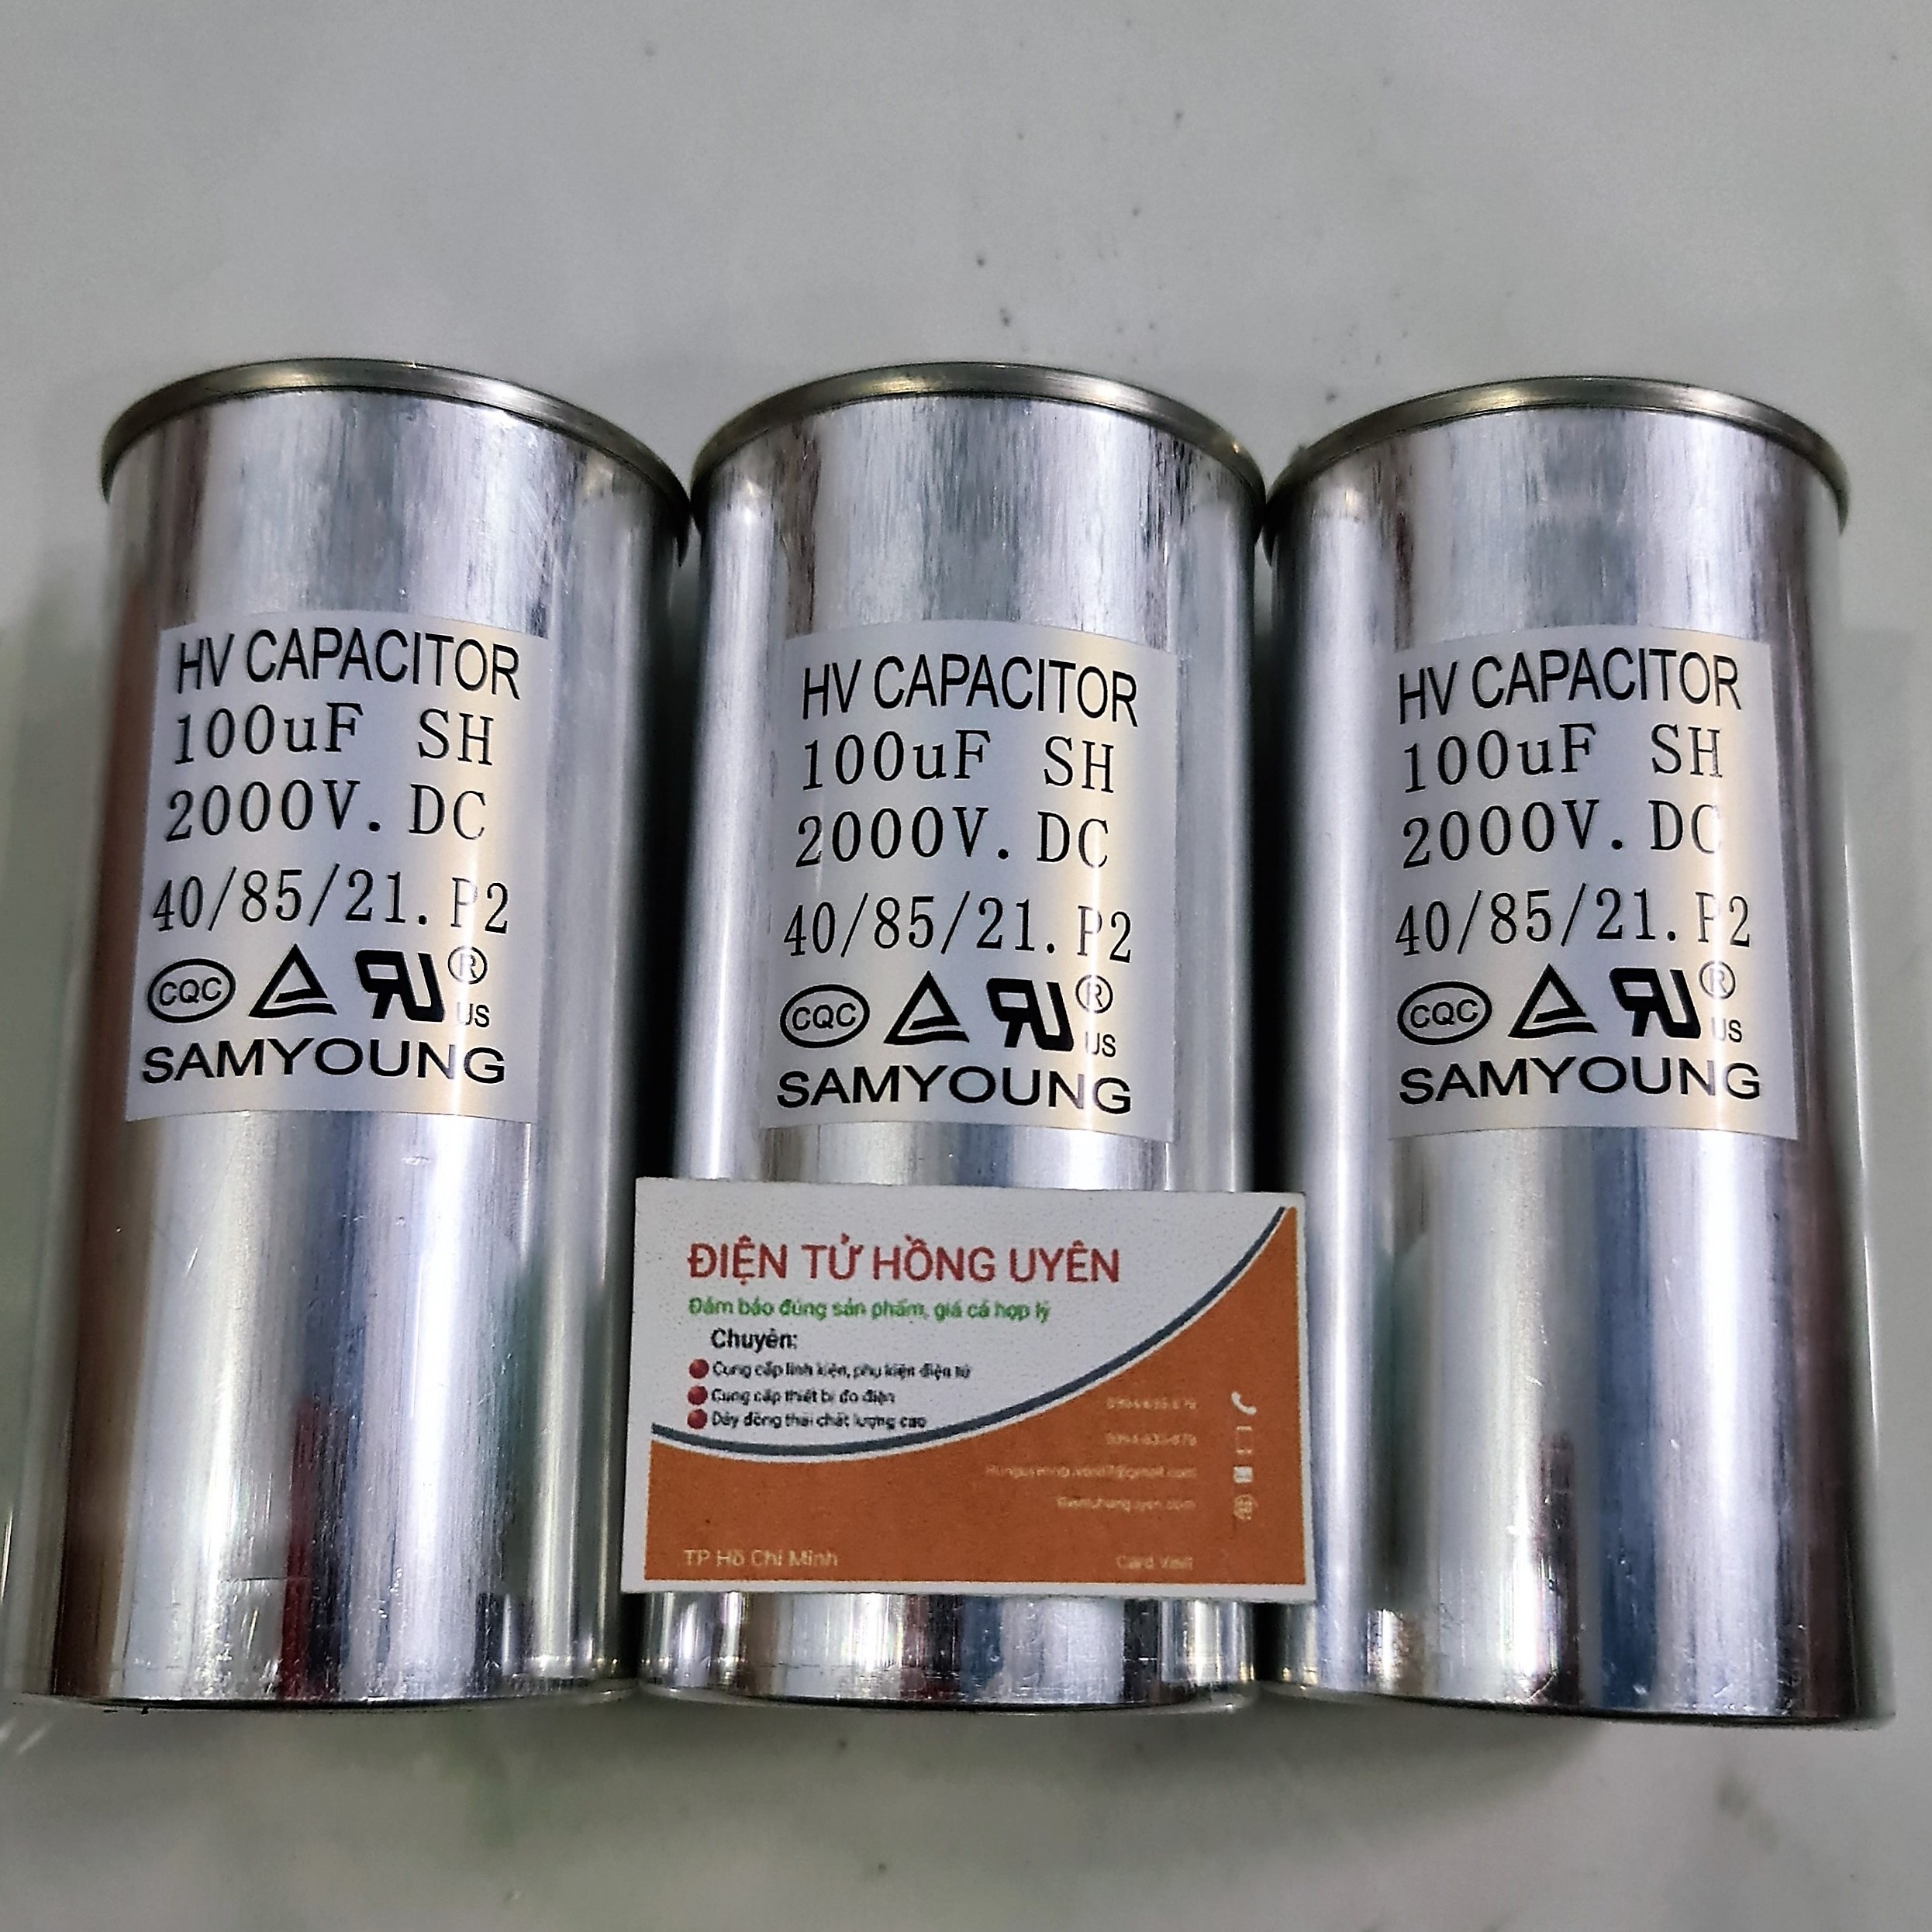 HV CAPACITOR
100uF SH
2000V. DC
40/85/21. P2
CQC UR® US
SAMYOUNG
HV CAPACITOR
100uF SH
2000V. DC
40/85/21. P2
CQC UR® US
SAMYOUNG
HV CAPACITOR
100uF SH
2000V. DC
40/85/21. P2
CQC UR® US
SAMYOUNG
ĐIỆN TỬ HỒNG UYÊN
Đảm bảo đúng sản phẩm, giá cả hợp lý
Chuyên:
Cung cấp linh kiện, phụ kiện điện tử
Cung cấp thiết bị đo điện
Dây đồng thai chất lượng cao
TP Hồ Chí Minh
Card Visit